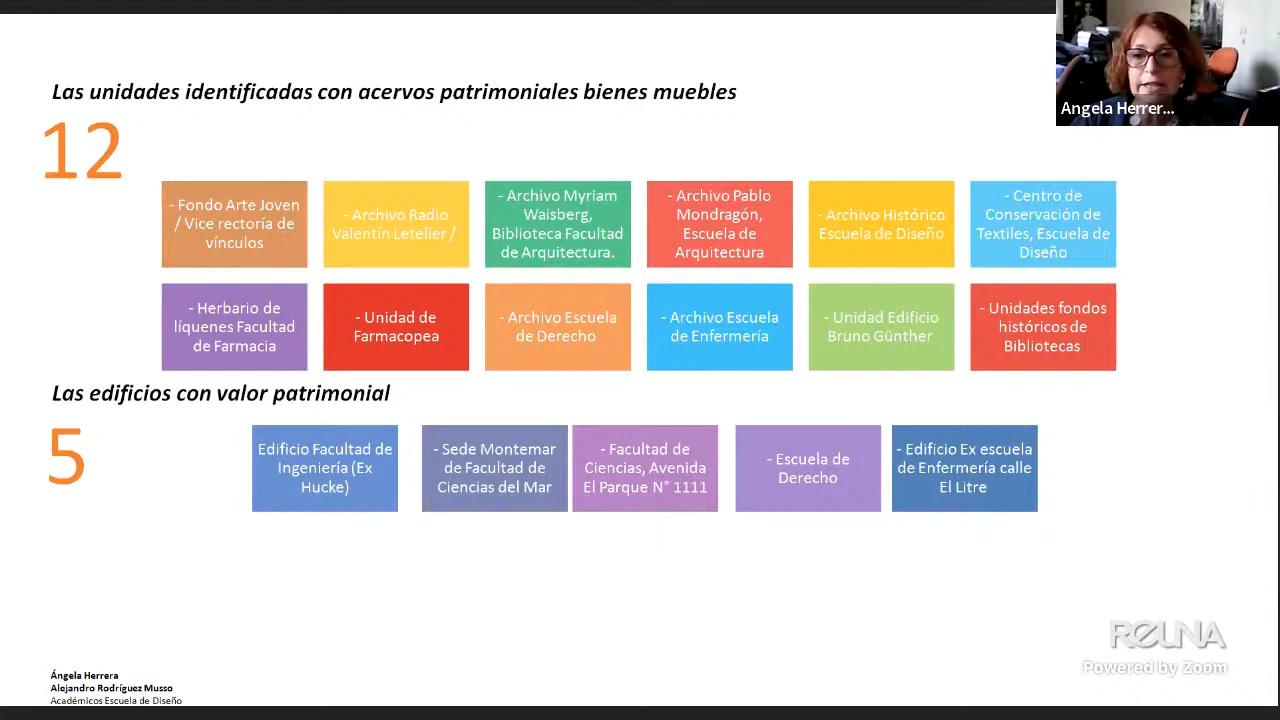 Las unidades identificadas con acervos patrimoniales bienes muebles
12
Angela Herrer...
- Fondo Arte Joven
/ Vice rectoría de
vínculos
- Archivo Radio
Valentín Letelier /
- Archivo Myriam
Waisberg,
Biblioteca Facultad
de Arquitectura.
- Archivo Pablo
Mondragón,
Escuela de
Arquitectura
- Archivo Histórico
Escuela de Diseño
- Centro de
Conservación de
Textiles, Escuela de
Diseño
- Herbario de
líquenes Facultad
de Farmacia
- Unidad de
Farmacopea
- Archivo Escuela
de Derecho
- Archivo Escuela
de Enfermería
- Unidad Edificio
Bruno Günther
- Unidades fondos
históricos de
Bibliotecas
Las edificios con valor patrimonial
5
Edificio Facultad de
Ingeniería (Ex
Hucke)
- Sede Montemar
de Facultad de
Ciencias del Mar
- Facultad de
Ciencias, Avenida
El Parque N° 1111
- Escuela de
Derecho
- Edificio Ex escuela
de Enfermería calle
El Litre
REUNA
Powered by Zoom
Ángela Herrera
Alejandro Rodríguez Musso
Académicos Escuela de Diseño